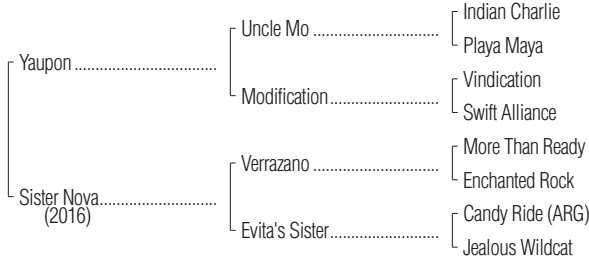 Indian Charlie
Uncle Mo ................................
Playa Maya
Yaupon ....................................
Vindication
Modification............................
Swift Alliance
More Than Ready
Verrazano ................................
Enchanted Rock
Sister Nova..............................
(2016)
Candy Ride (ARG)
Evita's Sister............................
Jealous Wildcat